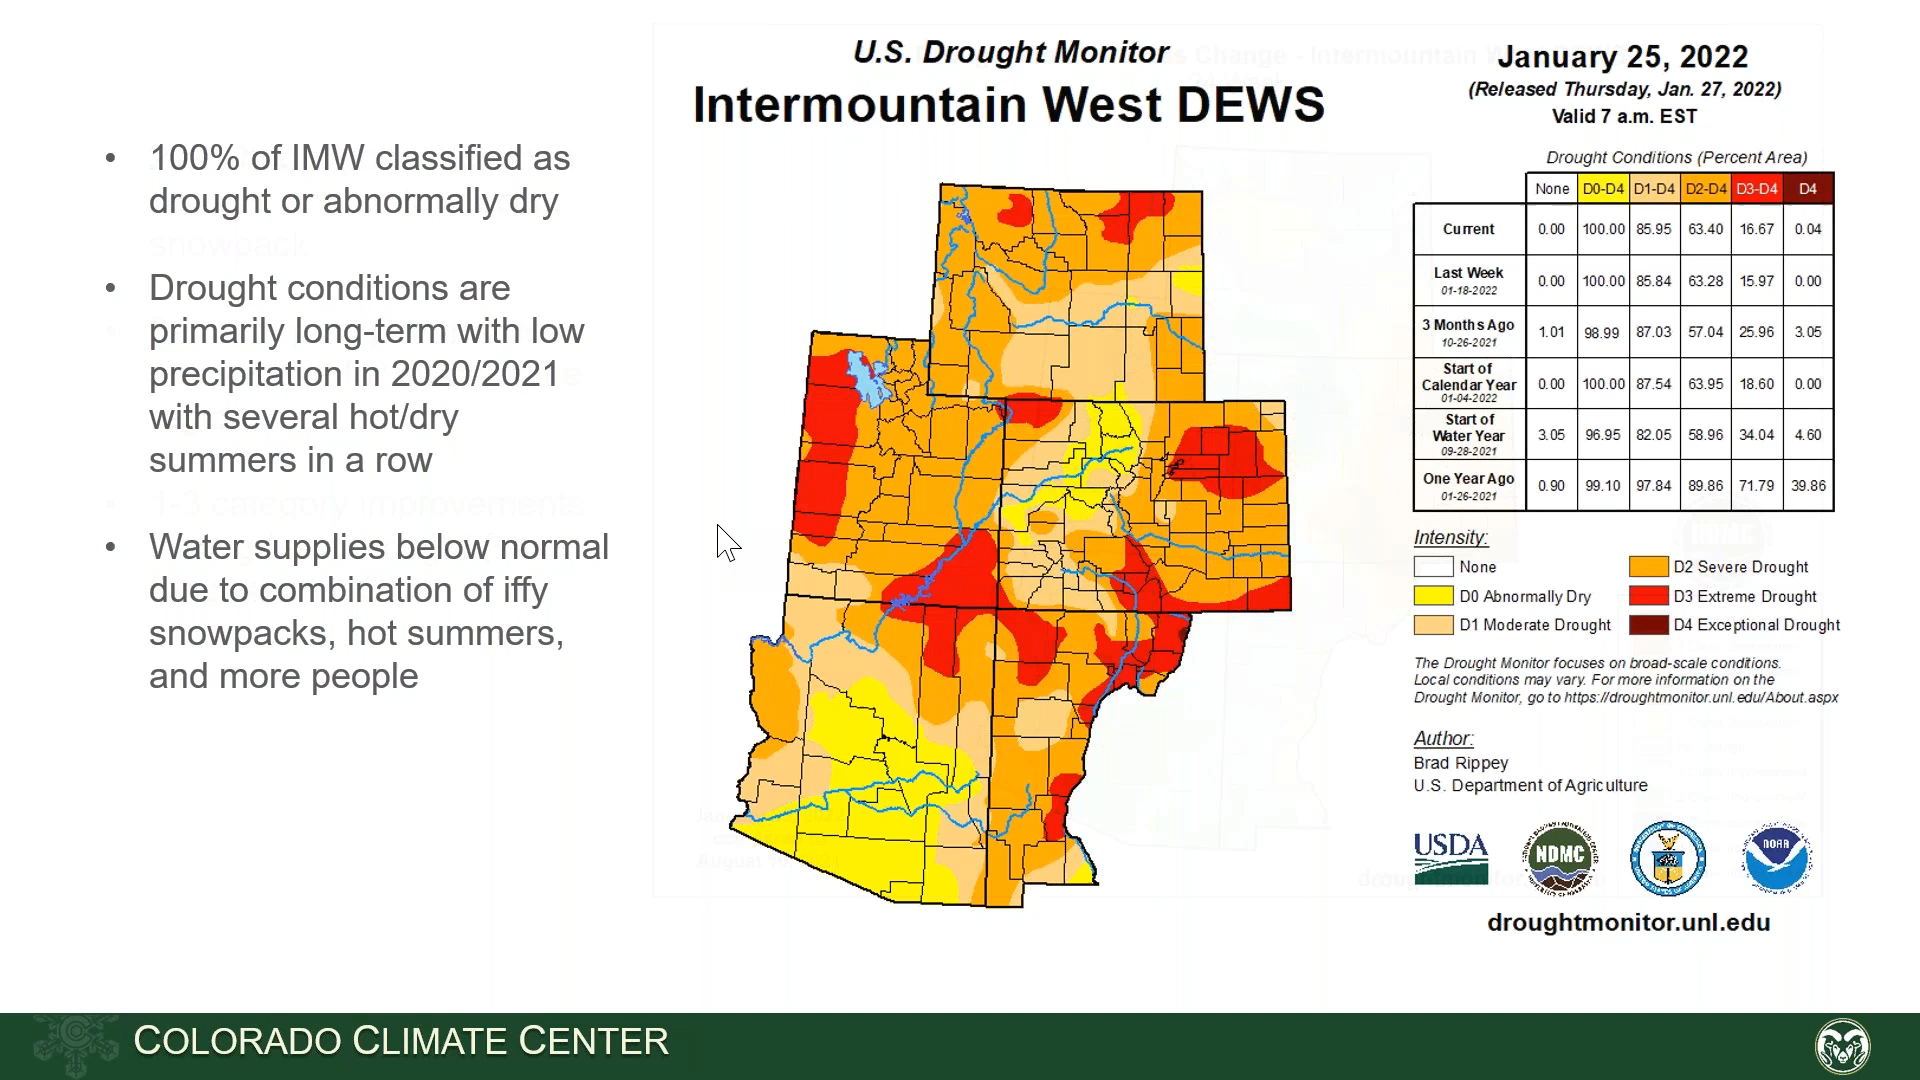 • 100% of IMW classified as
drought or abnormally dry
• Drought conditions are
primarily long-term with low
precipitation in 2020/2021
with several hot/dry
summers in a row
• Water supplies below normal
due to combination of iffy
snowpacks, hot summers,
and more people
U.S. Drought Monitor
Intermountain West DEWS
January 25, 2022
(Released Thursday, Jan. 27, 2022)
Valid 7 a.m. EST
Drought Conditions (Percent Area)
None D0-D4 D1-D4 D2-D4 D3-D4 D4
Current 0.00 100.00 85.95 63.40 16.67 0.04
Last Week
01-18-2022
0.00 100.00 85.84 63.28 15.97 0.00
3 Months Ago
10-26-2021
1.01 98.99 87.03 57.04 25.96 3.05
Start of
Calendar Year
01-04-2022
0.00 100.00 87.54 63.95 18.60 0.00
Start of
Water Year
09-28-2021
3.05 96.95 82.05 58.96 34.04 4.60
One Year Ago
01-26-2021
0.90 99.10 97.84 89.86 71.79 39.86
Intensity:
None
D0 Abnormally Dry
D1 Moderate Drought
D2 Severe Drought
D3 Extreme Drought
D4 Exceptional Drought
The Drought Monitor focuses on broad-scale conditions.
Local conditions may vary. For more information on the
Drought Monitor, go to https://droughtmonitor.unl.edu/About.aspx
Author:
Brad Rippey
U.S. Department of Agriculture
USDA
NDMC
NOAA
droughtmonitor.unl.edu
COLORADO CLIMATE CENTER